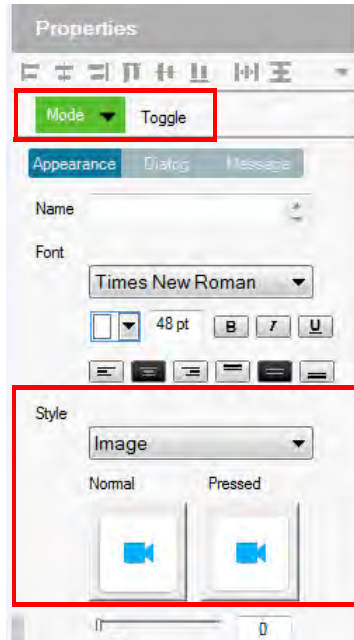 Properties
Mode Toggle
Appearance Dialog Message
Name
Font
Times New Roman
48 pt B I U
Style
Image
Normal Pressed
0